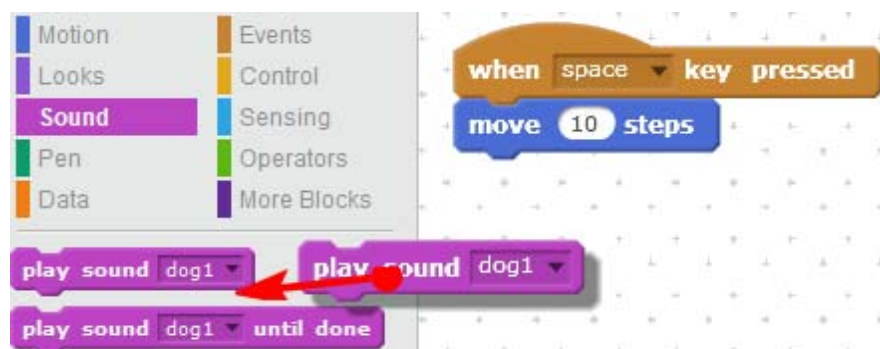 Motion
Events
Looks
Control
Sound
Sensing
Pen
Operators
Data
More Blocks
when space key pressed
move 10 steps
play sound dog1
play sound dog1
play sound dog1 until done